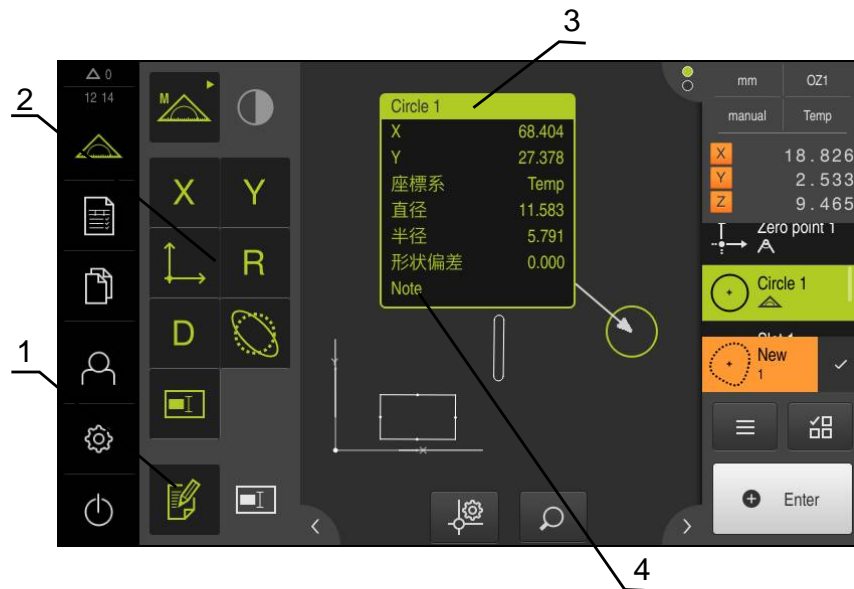 3
2
1
4
0
12 14
M
X
Y
R
D
Circle 1
X 68.404
Y 27.378
座標系 Temp
直径 11.583
半径 5.791
形状偏差 0.000
Note
Y
X
mm OZ1
manual Temp
X 18.826
Y 2.533
Z 9.465
Zero point 1
Circle 1
New
1
Enter